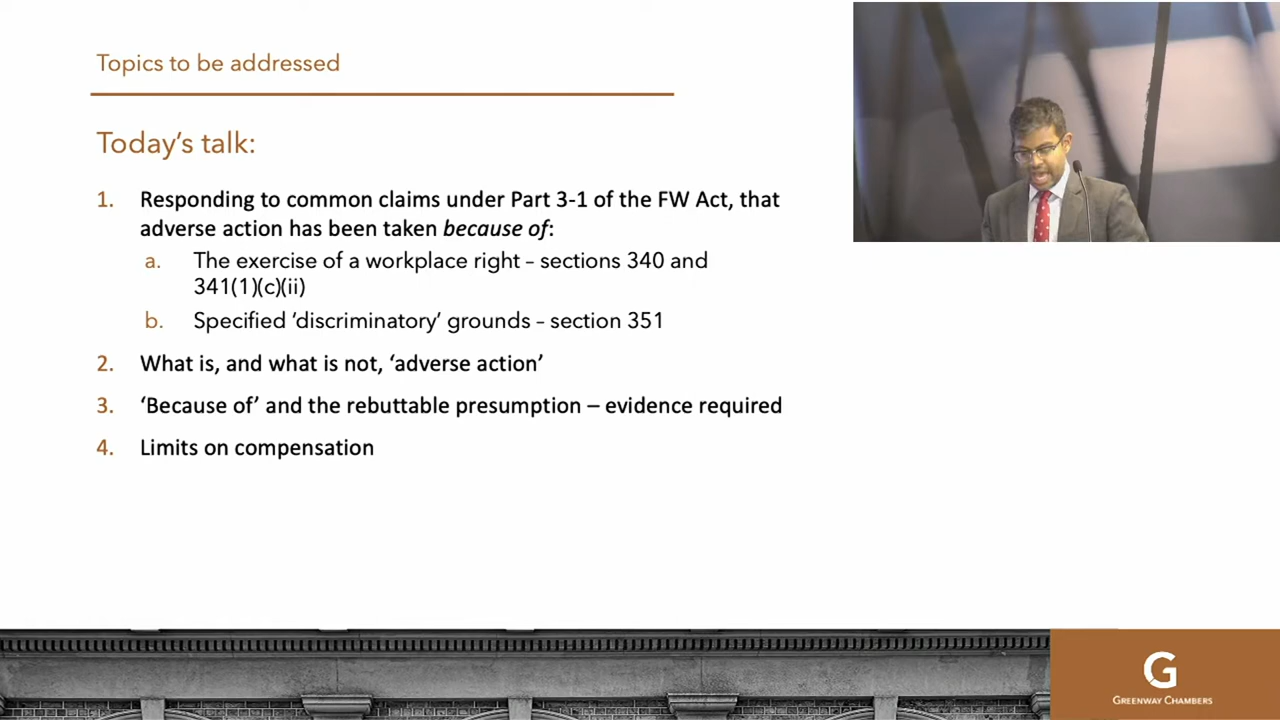 Topics to be addressed
Today's talk:
1. Responding to common claims under Part 3-1 of the FW Act, that
adverse action has been taken because of:
a. The exercise of a workplace right – sections 340 and
341(1)(c)(ii)
b. Specified 'discriminatory' grounds – section 351
2. What is, and what is not, 'adverse action'
3. 'Because of' and the rebuttable presumption – evidence required
4. Limits on compensation
G
GREENWAY CHAMBERS